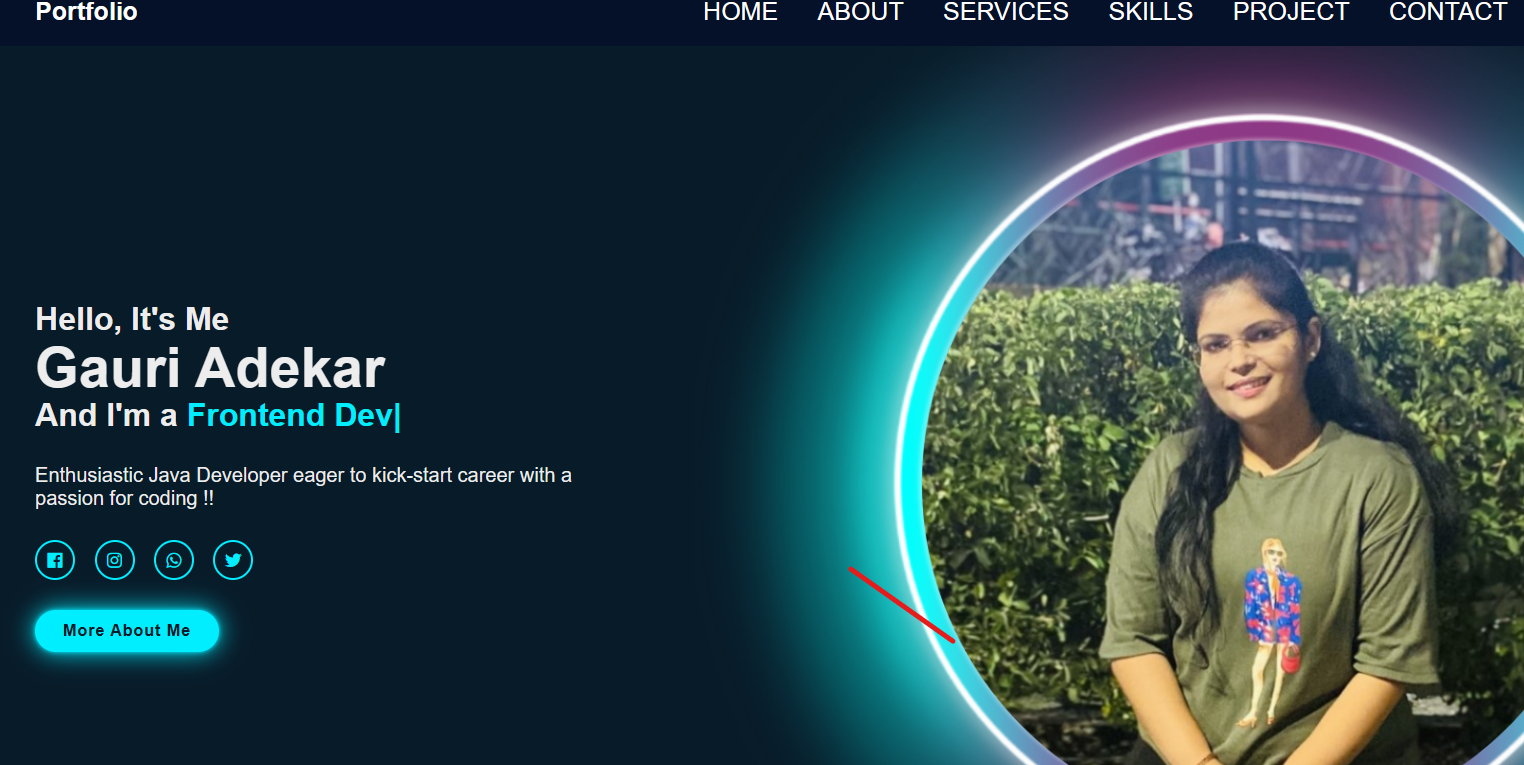 Portfolio
HOME ABOUT SERVICES SKILLS PROJECT CONTACT
Hello, It's Me
Gauri Adekar
And I'm a Frontend Dev|
Enthusiastic Java Developer eager to kick-start career with a
passion for coding !!
More About Me